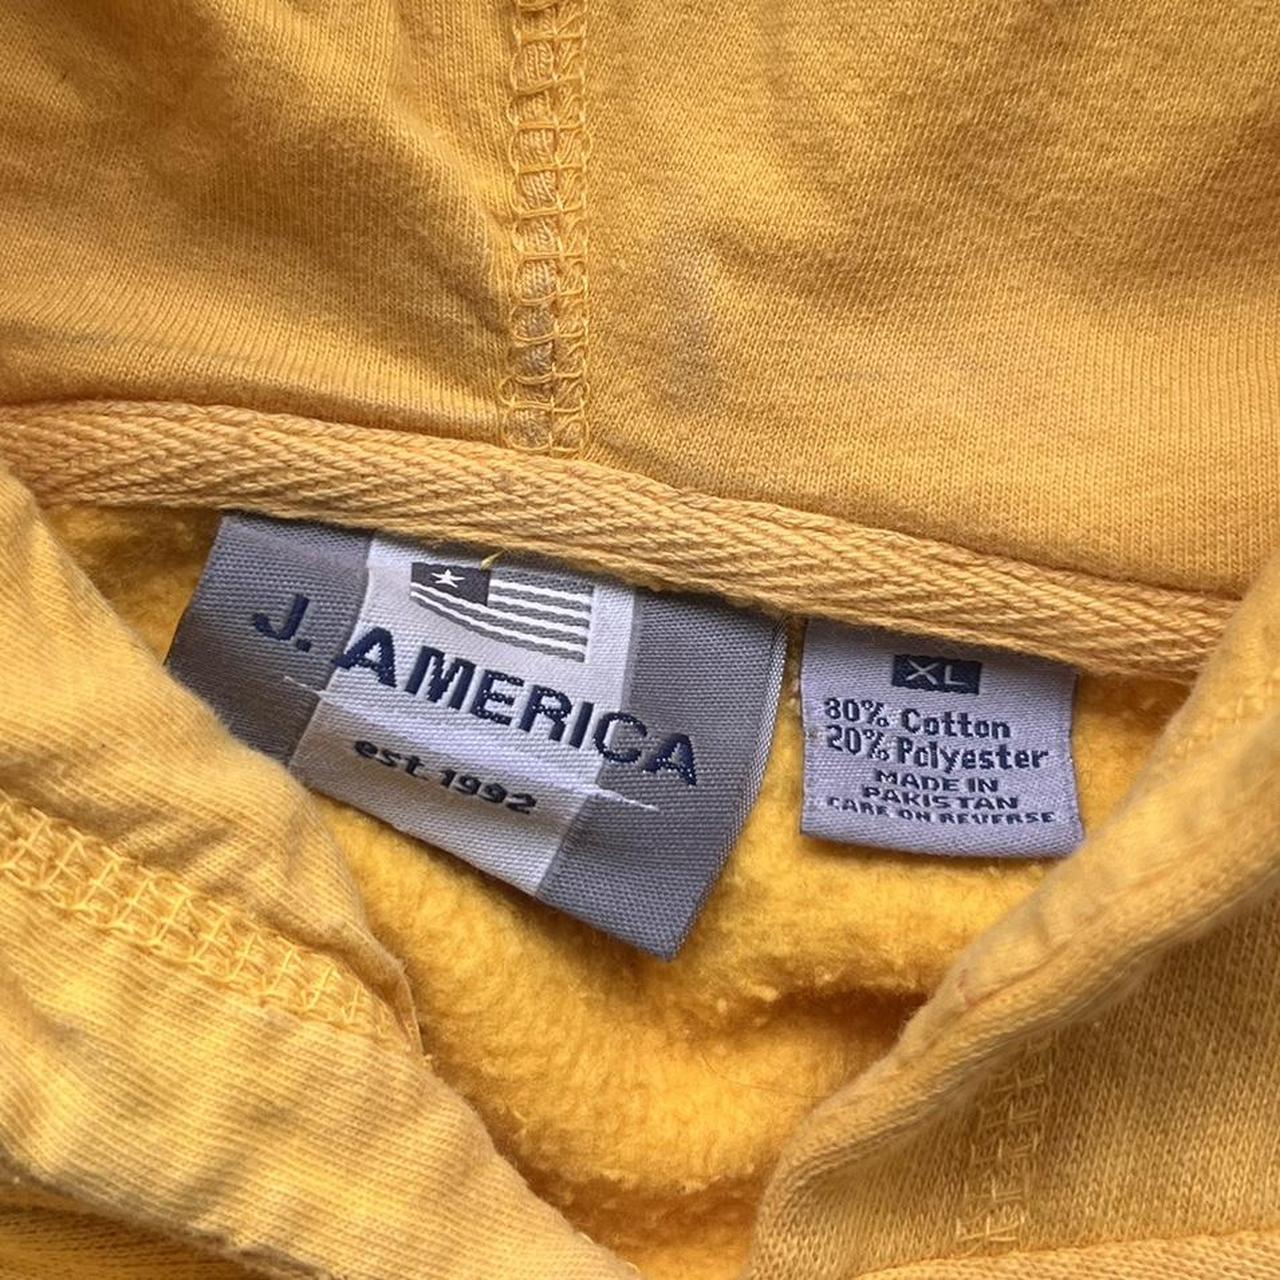 J. AMERICA
est. 1992
XL
80% Cotton
20% Polyester
MADE IN
PAKISTAN
CARE ON REVERSE